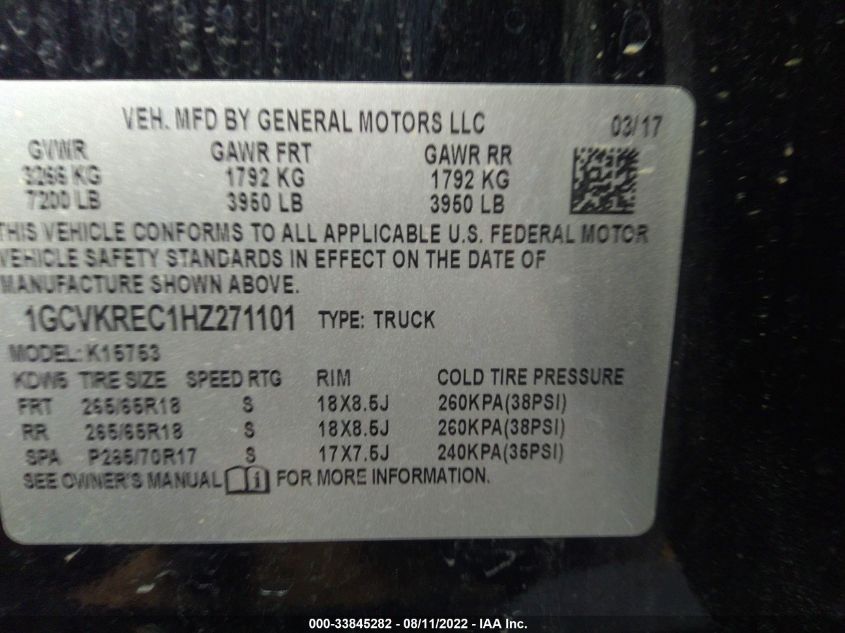 VEH. MFD BY GENERAL MOTORS LLC 03/17
GVWR GAWR FRT GAWR RR
3266 KG 1792 KG 1792 KG
7200 LB 3950 LB 3950 LB
THIS VEHICLE CONFORMS TO ALL APPLICABLE U.S. FEDERAL MOTOR
VEHICLE SAFETY STANDARDS IN EFFECT ON THE DATE OF
MANUFACTURE SHOWN ABOVE.
1GCVKREC1HZ271101 TYPE: TRUCK
MODEL: K15753
KDW5 TIRE SIZE SPEED RTG RIM COLD TIRE PRESSURE
FRT 265/65R18 S 18X8.5J 260KPA(38PSI)
RR 265/65R18 S 18X8.5J 260KPA(38PSI)
SPA P265/70R17 S 17X7.5J 240KPA(35PSI)
SEE OWNER'S MANUAL i FOR MORE INFORMATION.
000-33845282 - 08/11/2022 - IAA Inc.